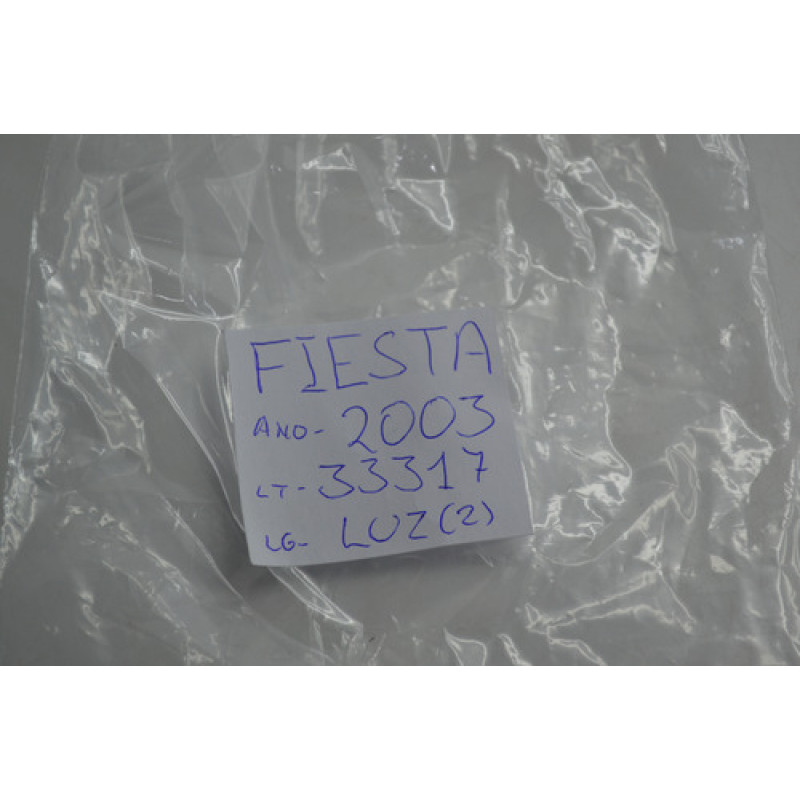 FIESTA
ANO- 2003
LT- 33317
LG- LUZ(2)